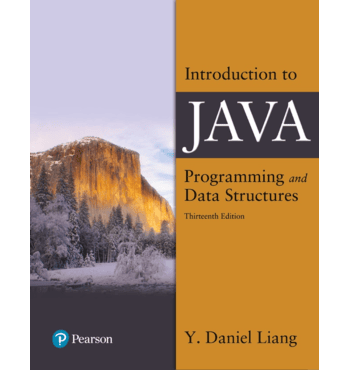 Introduction to
JAVA
Programming and
Data Structures
Thirteenth Edition
Pearson
Y. Daniel Liang